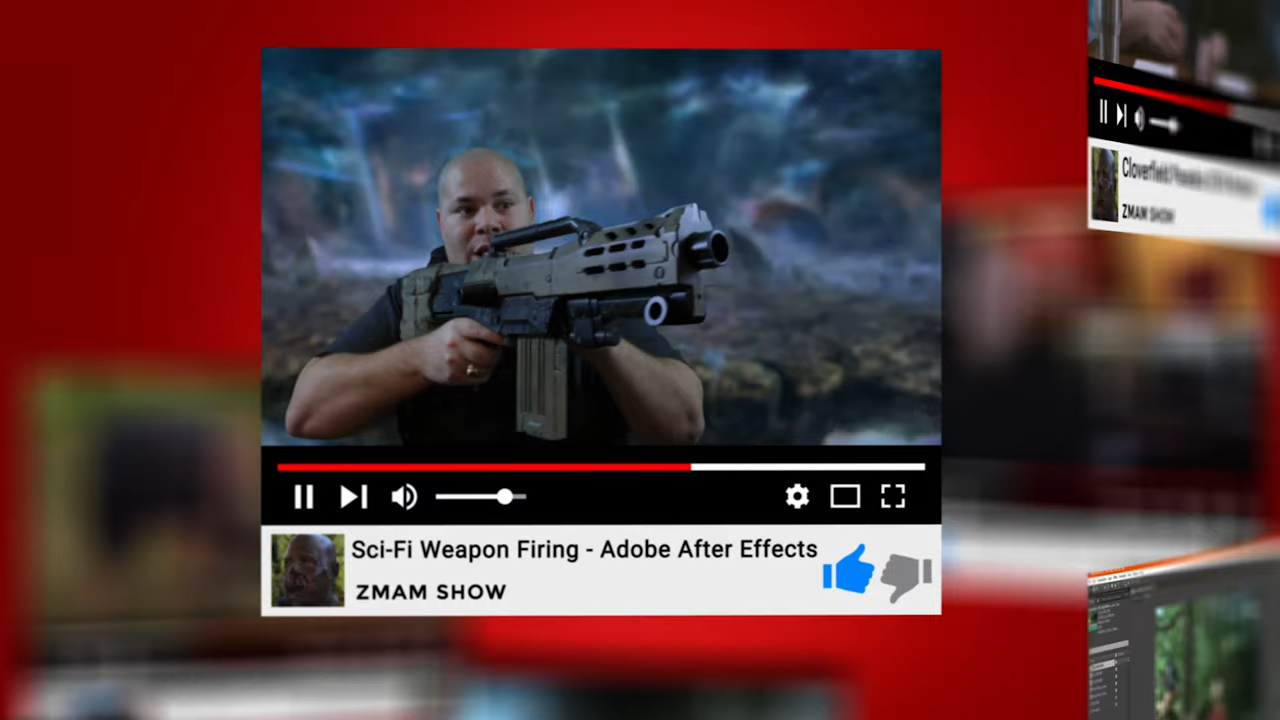 Sci-Fi Weapon Firing - Adobe After Effects
ZMAM SHOW
Cloverfield
ZMAM SHOW